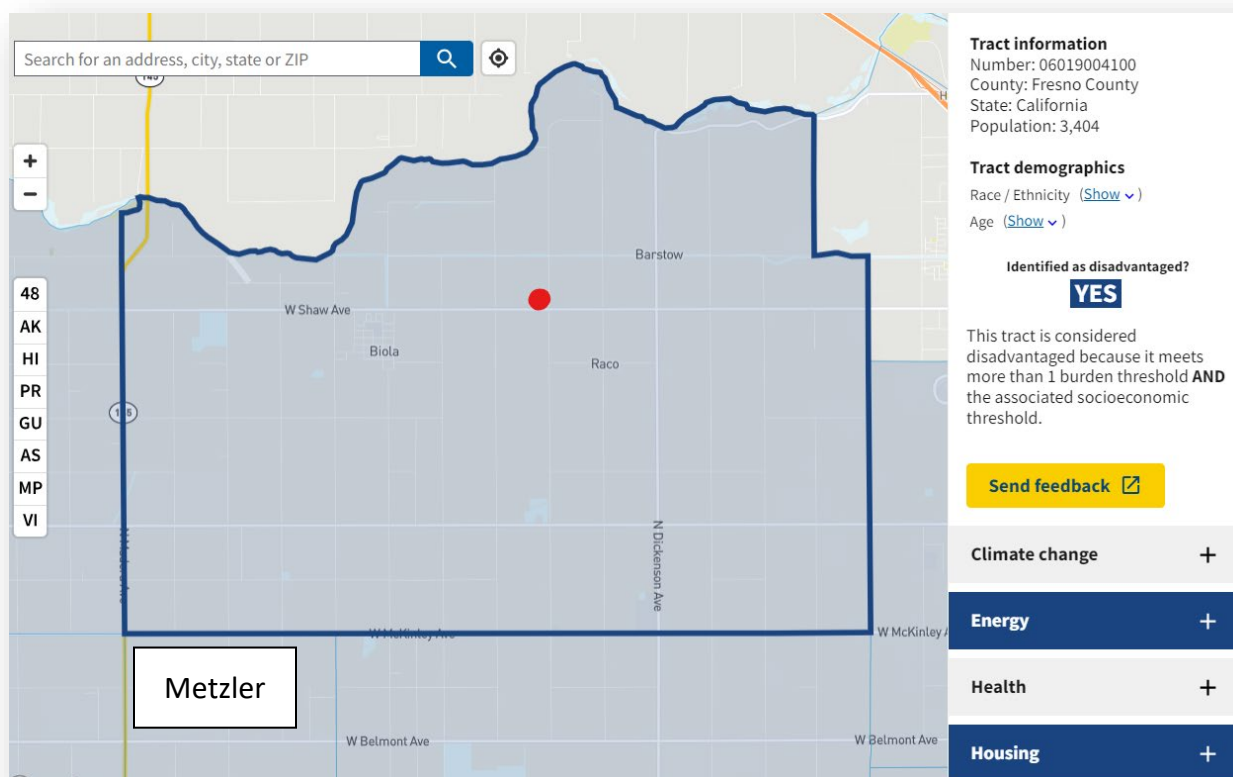 Search for an address, city, state or ZIP
145
+
−
48
AK
HI
PR
GU
AS
MP
VI
Barstow
W Shaw Ave
Biola
Raco
145
N Dickenson Ave
W McKinley Ave
W McKinley A
Metzler
W Belmont Ave
W Belmont Ave
Tract information
Number: 06019004100
County: Fresno County
State: California
Population: 3,404
Tract demographics
Race / Ethnicity (Show )
Age (Show )
Identified as disadvantaged?
YES
This tract is considered
disadvantaged because it meets
more than 1 burden threshold AND
the associated socioeconomic
threshold.
Send feedback
Climate change +
Energy +
Health +
Housing +